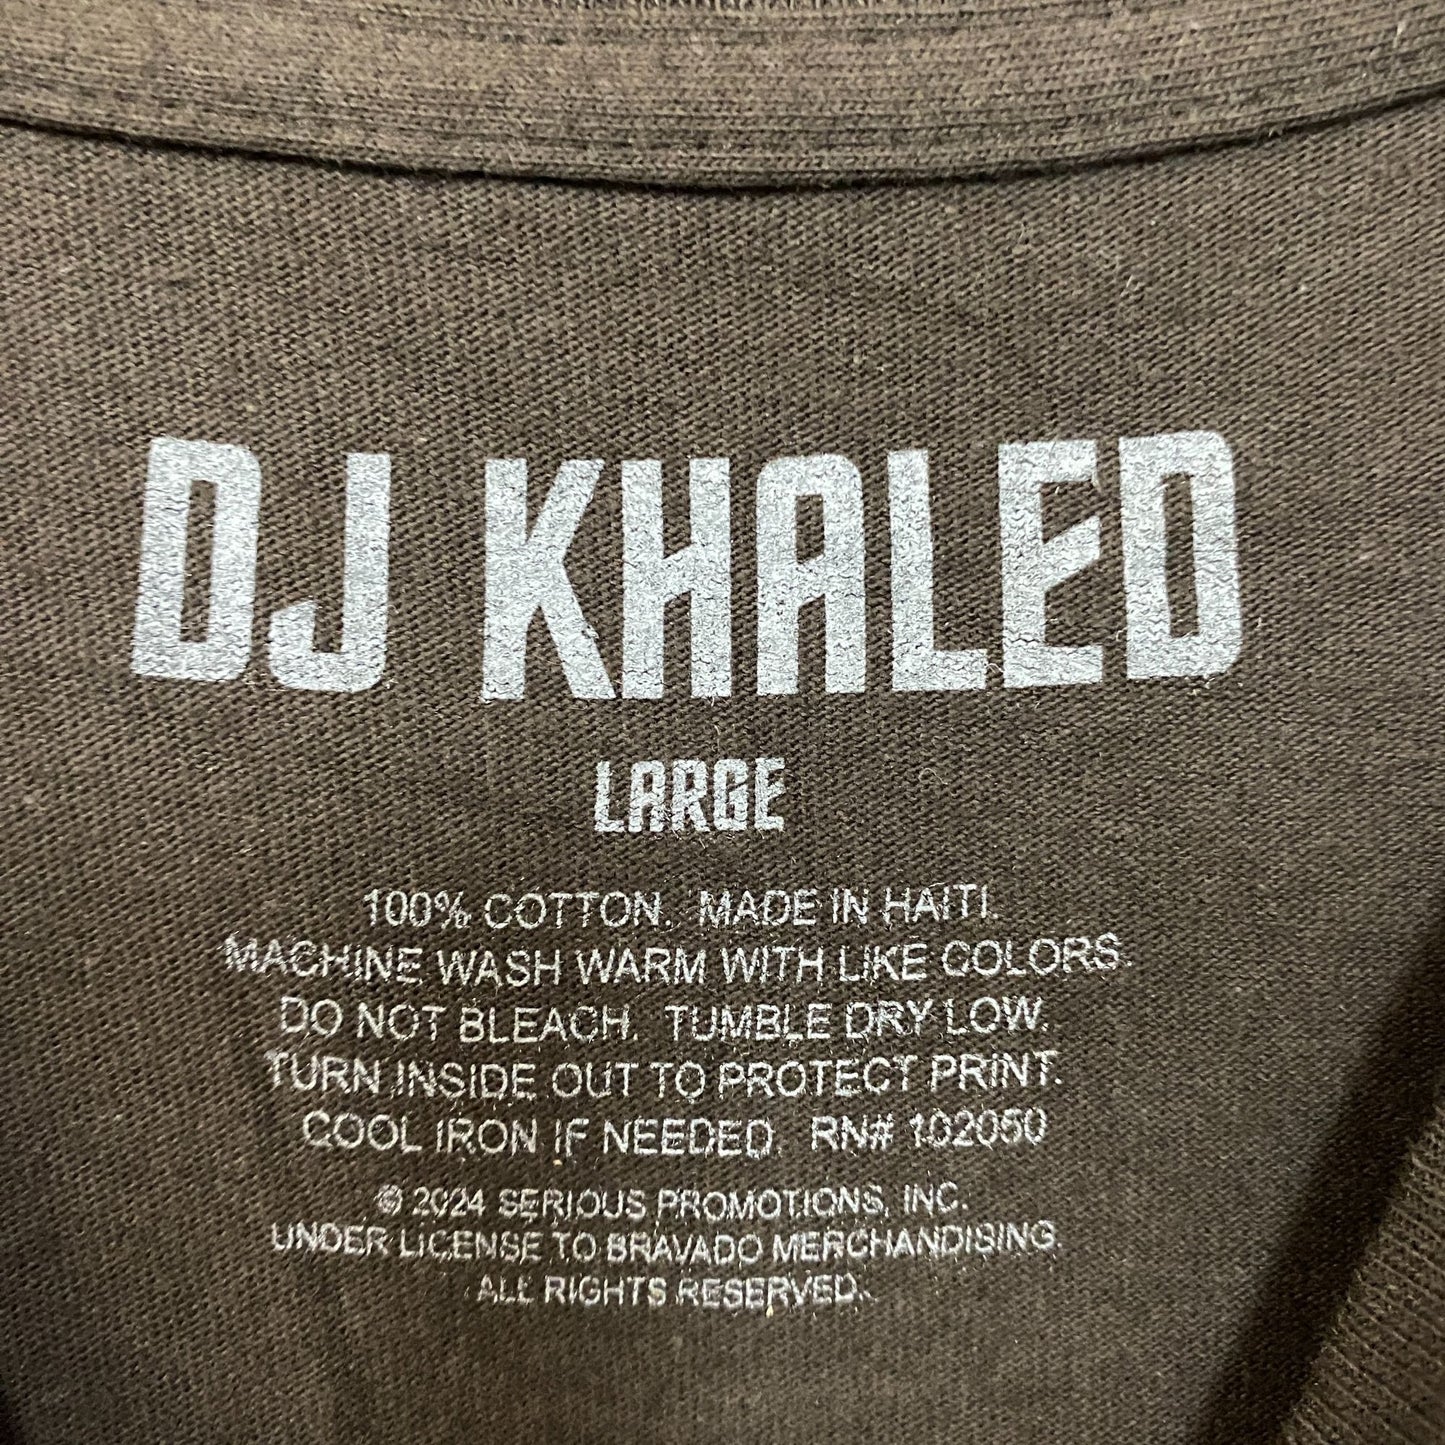 DJ KHALED
LARGE
100% COTTON. MADE IN HAITI.
MACHINE WASH WARM WITH LIKE COLORS.
DO NOT BLEACH. TUMBLE DRY LOW.
TURN INSIDE OUT TO PROTECT PRINT.
COOL IRON IF NEEDED. RN# 102050
© 2024 SERIOUS PROMOTIONS, INC.
UNDER LICENSE TO BRAVADO MERCHANDISING.
ALL RIGHTS RESERVED.